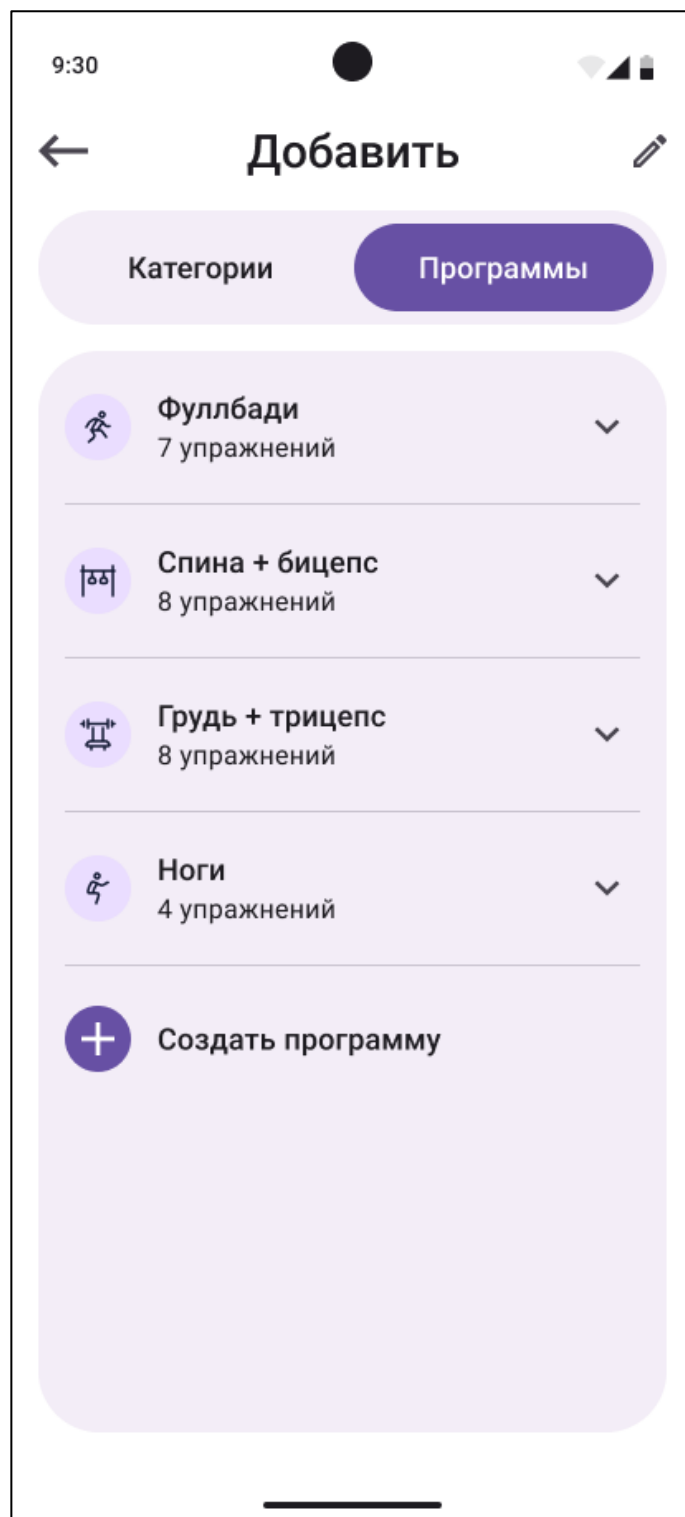 9:30
Добавить
Категории
Программы
Фуллбади
7 упражнений
Спина + бицепс
8 упражнений
Грудь + трицепс
8 упражнений
Ноги
4 упражнений
Создать программу